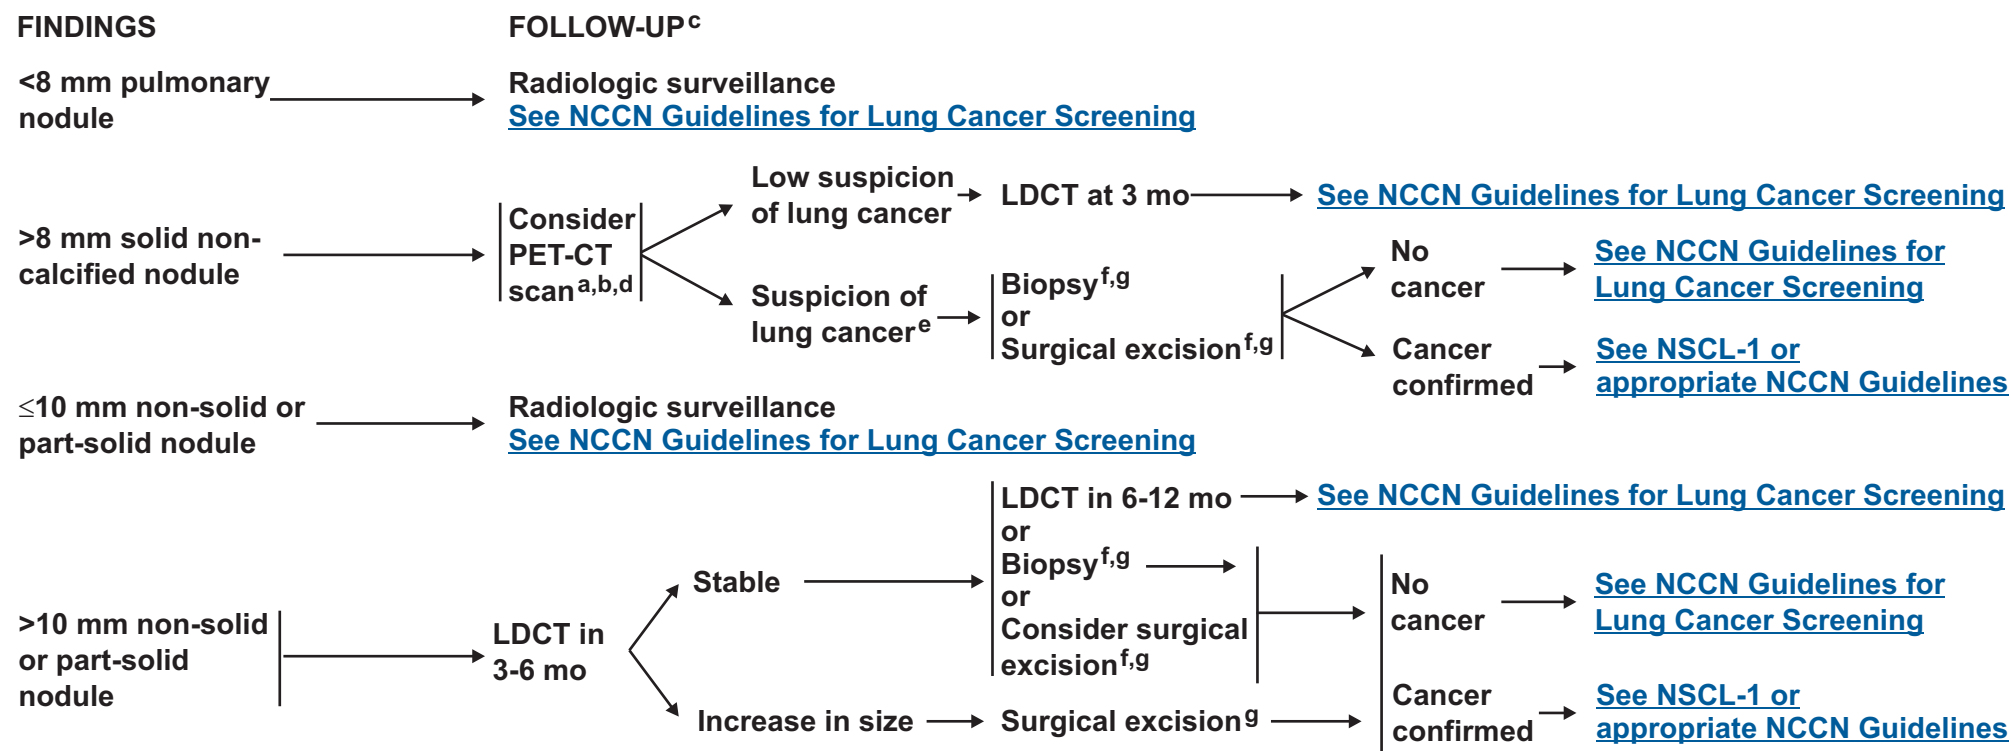 FINDINGS
FOLLOW-UPc
<8 mm pulmonary
nodule
Radiologic surveillance
See NCCN Guidelines for Lung Cancer Screening
>8 mm solid non-
calcified nodule
Consider
PET-CT
scana,b,d
Low suspicion
of lung cancer
LDCT at 3 mo
See NCCN Guidelines for Lung Cancer Screening
Suspicion of
lung cancere
Biopsyf,g
or
Surgical excisionf,g
No
cancer
See NCCN Guidelines for
Lung Cancer Screening
Cancer
confirmed
See NSCL-1 or
appropriate NCCN Guidelines
≤10 mm non-solid or
part-solid nodule
Radiologic surveillance
See NCCN Guidelines for Lung Cancer Screening
>10 mm non-solid
or part-solid
nodule
LDCT in
3-6 mo
Stable
LDCT in 6-12 mo
See NCCN Guidelines for Lung Cancer Screening
or
Biopsyf,g
or
Consider surgical
excisionf,g
Increase in size
Surgical excisiong
No
cancer
See NCCN Guidelines for
Lung Cancer Screening
Cancer
confirmed
See NSCL-1 or
appropriate NCCN Guidelines